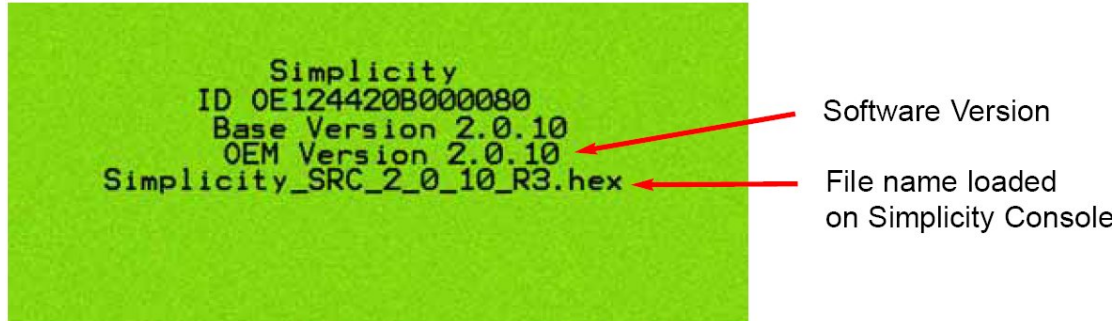 Simplicity
ID 0E124420B000080
Base Version 2.0.10
OEM Version 2.0.10
Simplicity_SRC_2_0_10_R3.hex
Software Version
File name loaded
on Simplicity Console